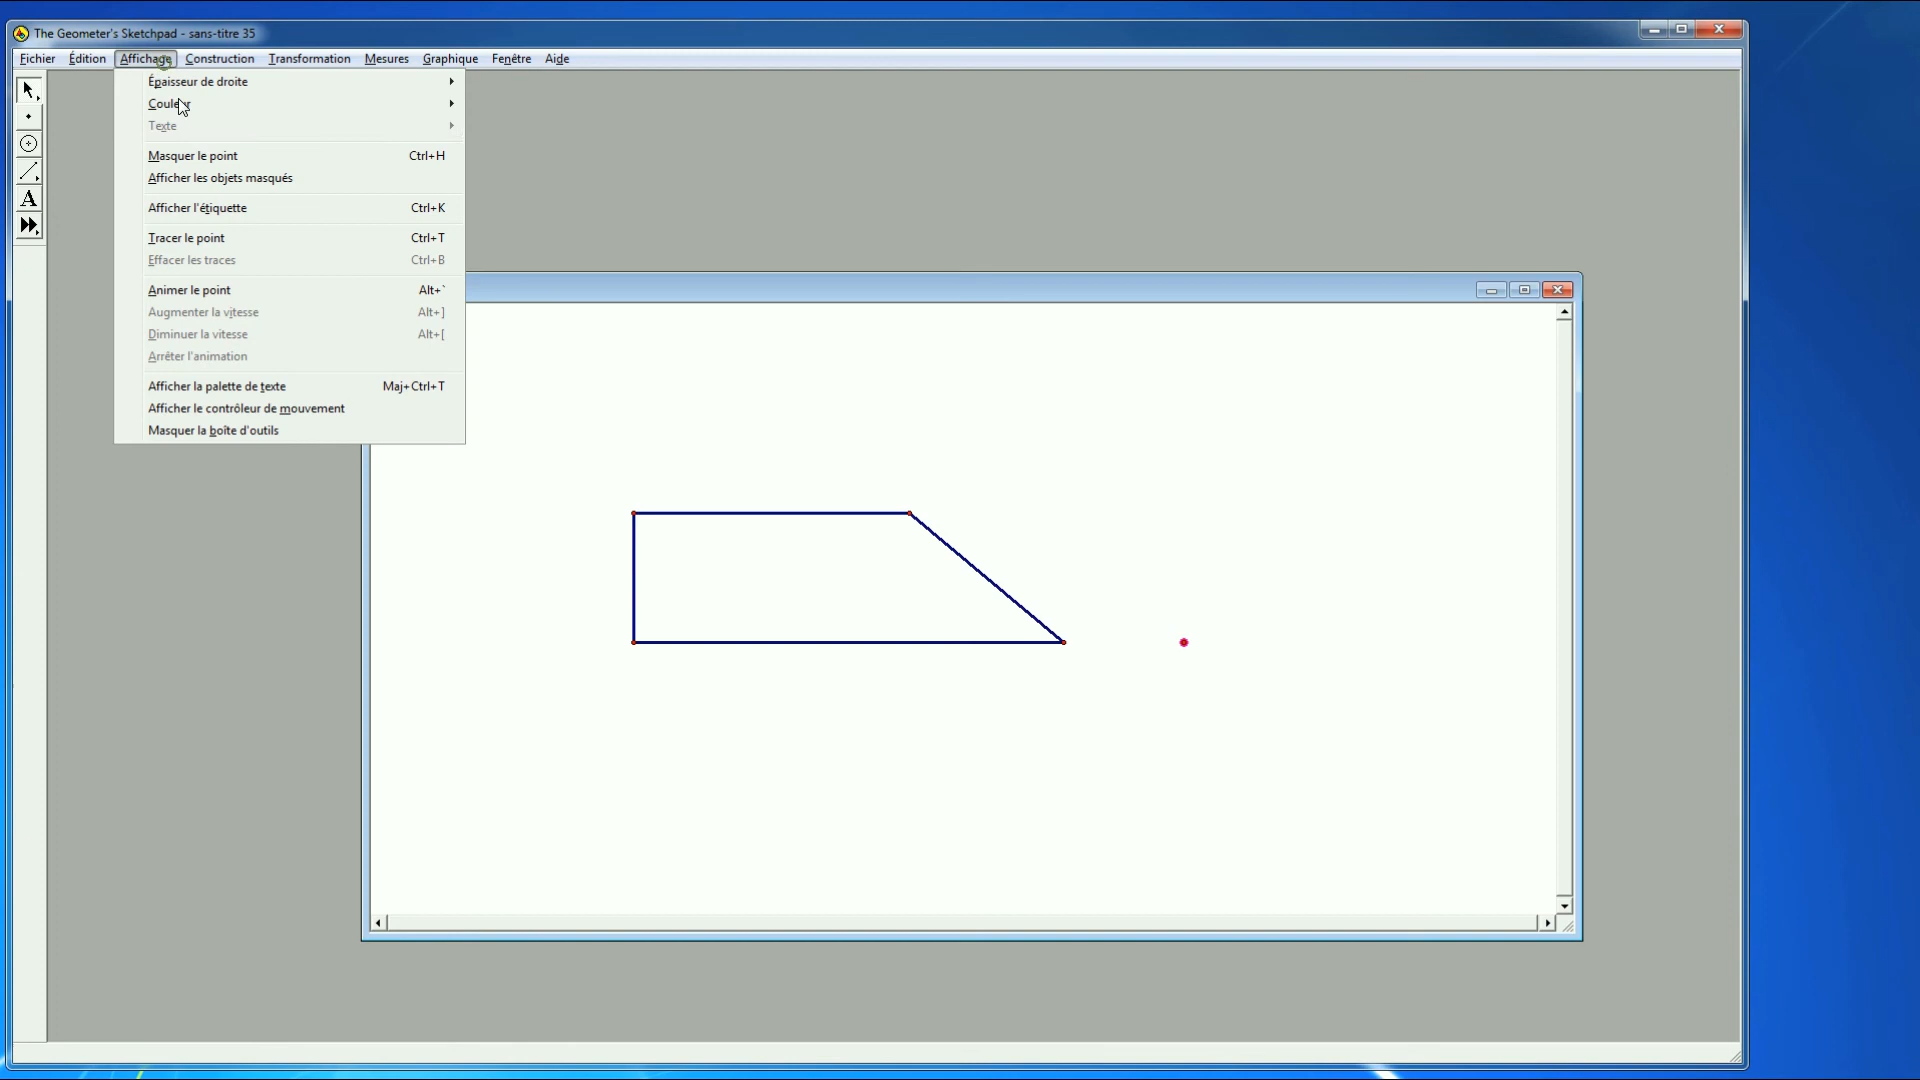 The Geometer's Sketchpad - sans-titre 35
Fichier Édition Affichage Construction Transformation Mesures Graphique Fenêtre Aide
Épaisseur de droite
Couleur
Texte
Masquer le point Ctrl+H
Afficher les objets masqués
Afficher l'étiquette Ctrl+K
Tracer le point Ctrl+T
Effacer les traces Ctrl+B
Animer le point Alt+`
Augmenter la vitesse Alt+]
Diminuer la vitesse Alt+[
Arrêter l'animation
Afficher la palette de texte Maj+Ctrl+T
Afficher le contrôleur de mouvement
Masquer la boîte d'outils
A